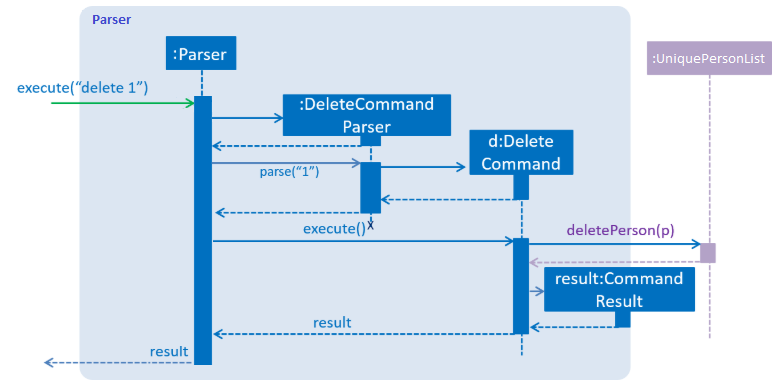 Parser
:Parser
:UniquePersonList
execute(“delete 1”)
:DeleteCommand
Parser
d:Delete
Command
parse(“1”)
execute()
X
deletePerson(p)
result:Command
Result
result
result